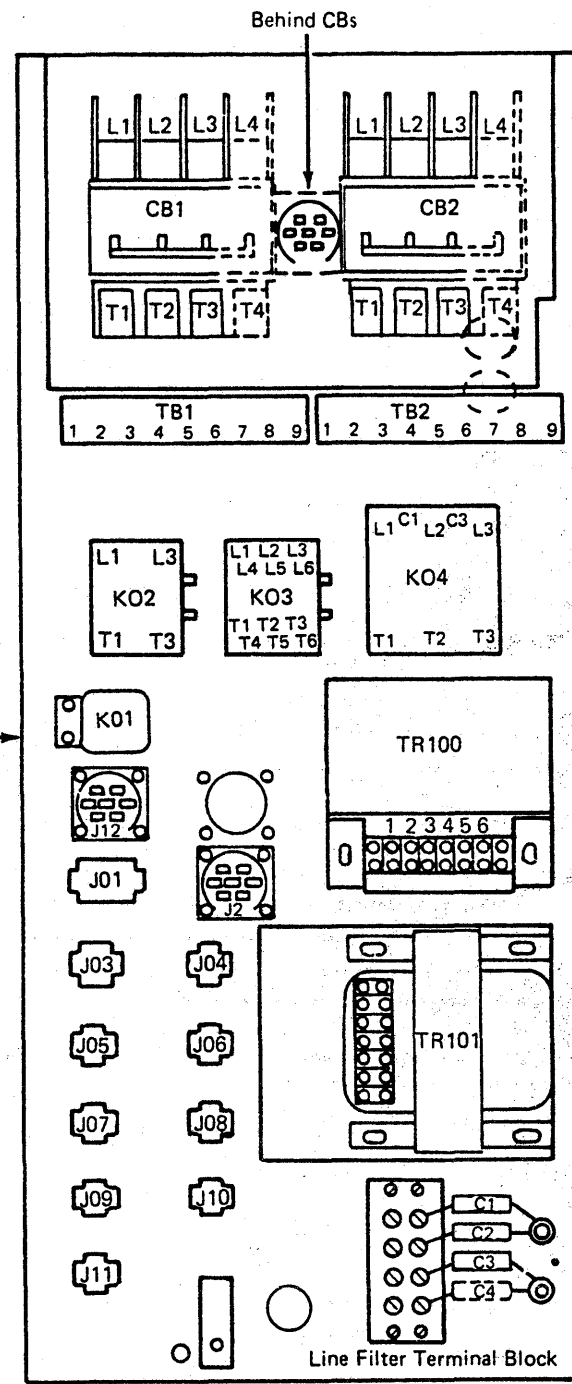 Behind CBs
L1 L2 L3 L4 L1 L2 L3 L4
CB1 CB2
T1 T2 T3 T4 T1 T2 T3 T4
TB1 TB2
1 2 3 4 5 6 7 8 9 1 2 3 4 5 6 7 8 9
L1 L3 L1 L2 L3 L1 C1 L2 C3 L3
L4 L5 L6
K02 K03 K04
T1 T3 T1 T2 T3 T1 T2 T3
T4 T5 T6
K01
TR100
J12
1 2 3 4 5 6
J01
J2
J03 J04
J05 J06
TR101
J07 J08
J09 J10
C1
C2
J11
C3
C4
Line Filter Terminal Block